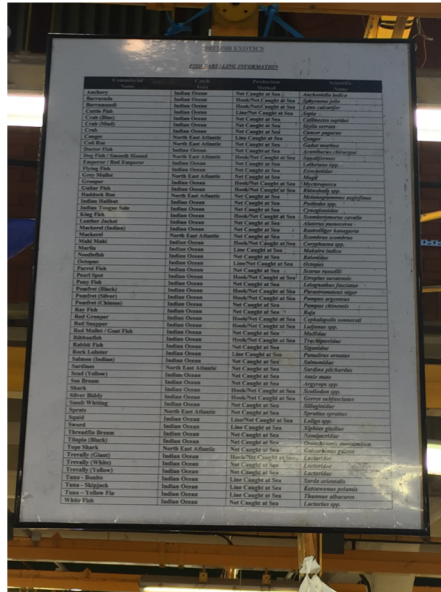 FISH PARTICLING INFORMATION
Commercial Name Catch Area Production Method Scientific Name
Anchovy Indian Ocean Net Caught at Sea Anchoniella indica
Barracuda Indian Ocean Hook/Net Caught at Sea Sphyraena jello
Barramundi Indian Ocean Hook/Net Caught at Sea Lates calcarifer
Cuttle Fish Indian Ocean Line/Net Caught at Sea Sepia
Crab (Blue) Indian Ocean Net Caught at Sea Callinectes sapidus
Crab (Mud) Indian Ocean Net Caught at Sea Scylla serrata
Crab North East Atlantic Net Caught at Sea Cancer pagurus
Conger North East Atlantic Line Caught at Sea Conger
Cod Roe North East Atlantic Net Caught at Sea Gadus morhua
Doctor Fish Indian Ocean Net Caught at Sea Acanthurus chirurgus
Dog Fish / Smooth Hound North East Atlantic Hook/Net Caught at Sea Squaliformes
Emperor / Red Emperor Indian Ocean Hook/Net Caught at Sea Lethrinus spp.
Flying Fish Indian Ocean Net Caught at Sea Exocoetidae
Grey Mullet Indian Ocean Net Caught at Sea Mugil
Grouper Indian Ocean Hook/Net Caught at Sea Mycteroperca
Guitar Fish Indian Ocean Hook/Net Caught at Sea spp.
Haddock Roe North East Atlantic Net Caught at Sea Melanogrammus aeglefinus
Indian Halibut Indian Ocean Net Caught at Sea Psettodes spp.
Indian Tongue Sole Indian Ocean Net Caught at Sea Cynoglossidae
King Fish Indian Ocean Hook/Net Caught at Sea Scomberomorus cavalla
Leather Jacket Indian Ocean Net Caught at Sea Aluterus monoceros
Mackerel (Indian) Indian Ocean Net Caught at Sea Rastrelliger kanagurta
Mackerel North East Atlantic Net Caught at Sea Scomber scombrus
Mahi Mahi Indian Ocean Hook/Net Caught at Sea Coryphaena spp.
Marlin Indian Ocean Line Caught at Sea Makaira indica
Needlefish Indian Ocean Net Caught at Sea Belonidae
Octopus Indian Ocean Line/Net Caught at Sea Octopus
Parrot Fish Indian Ocean Net Caught at Sea Scarus
Pearl Spot Indian Ocean Hook/Net Caught at Sea Etroplus suratensis
Pony Fish Indian Ocean Net Caught at Sea Leiognathus fasciatus
Pomfret (Black) Indian Ocean Hook/Net Caught at Sea Parastromateus niger
Pomfret (Silver) Indian Ocean Net Caught at Sea Pampus argenteus
Pomfret (Chinese) Indian Ocean Net Caught at Sea Pampus chinensis
Ray Fish Indian Ocean Net Caught at Sea Raja
Red Grouper Indian Ocean Hook/Net Caught at Sea Cephalopolis sonnerati
Red Snapper Indian Ocean Hook/Net Caught at Sea Lutjanus spp.
Red Mullet / Goat Fish Indian Ocean Net Caught at Sea Mullidae
Ribbonfish Indian Ocean Hook/Net Caught at Sea Trachipteridae
Rabbit Fish Indian Ocean Net Caught at Sea Siganidae
Rock Lobster Indian Ocean Line Caught at Sea Panulirus ornatus
Salmon (Indian) Indian Ocean Net Caught at Sea Salmonidae
Sardines North East Atlantic Net Caught at Sea Sardina pilchardus
Scad (Yellow) Indian Ocean Net Caught at Sea Atule mate
Sea Bream Indian Ocean Net Caught at Sea Argyrops spp.
Shark Indian Ocean Hook/Net Caught at Sea Scoliodon spp.
Silver Biddy Indian Ocean Hook/Net Caught at Sea Gerres
Sandi Whiting Indian Ocean Net Caught at Sea Sillaginidae
Sprats North East Atlantic Net Caught at Sea Sprattus sprattus
Squid Indian Ocean Line/Net Caught at Sea Loligo spp.
Sword Indian Ocean Line Caught at Sea Xiphias gladius
Threadfin Bream Indian Ocean Net Caught at Sea Nemipteridae
Tilapia (Black) Indian Ocean Net Caught at Sea
Tope Shark North East Atlantic Net Caught at Sea
Trevally (Giant) Indian Ocean Hook/Net Caught at Sea Lactaridae
Trevally (White) Indian Ocean Net Caught at Sea Lactaridae
Trevally (Yellow) Indian Ocean Net Caught at Sea Lactaridae
Tuna - Bonito Indian Ocean Line Caught at Sea Sarda orientalis
Tuna - Skipjack Indian Ocean Line Caught at Sea Katsuwonus pelamis
Tuna - Yellow Fin Indian Ocean Line Caught at Sea Thunnus albacares
White Fish Indian Ocean Net Caught at Sea Lactarius spp.